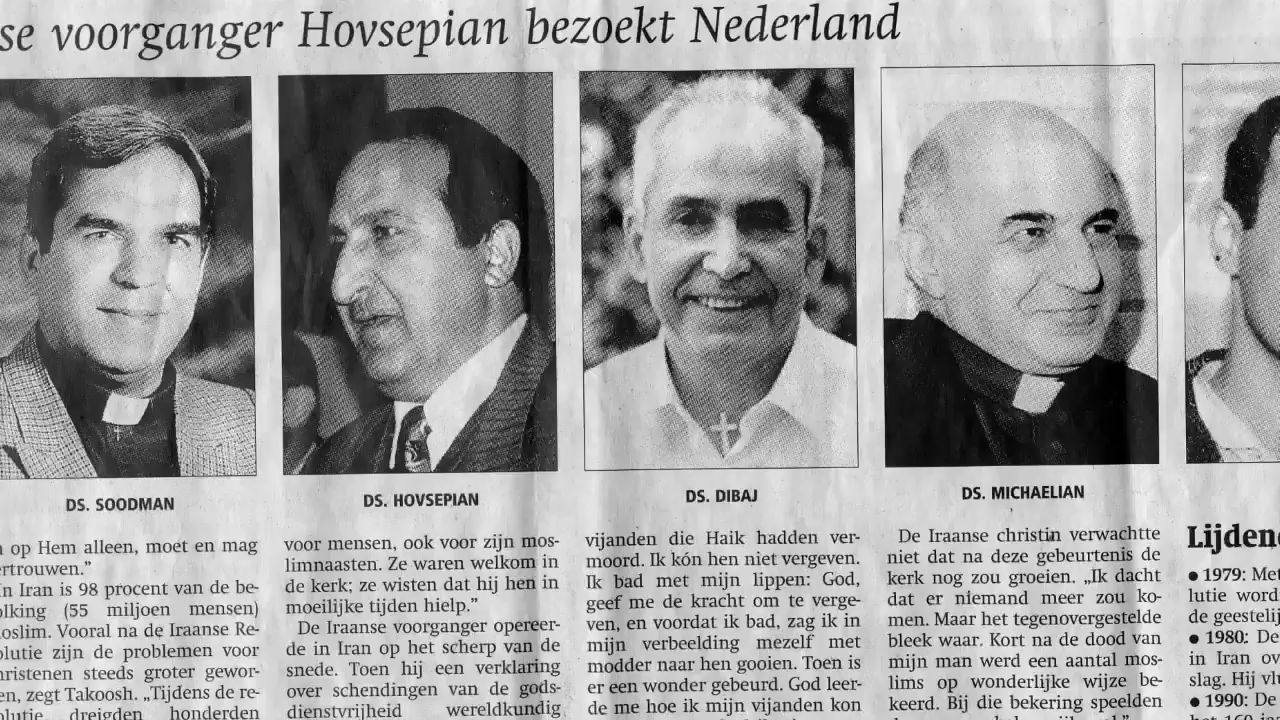 se voorganger Hovsepian bezoekt Nederland
DS. SOODMAN
DS. HOVSEPIAN
DS. DIBAJ
DS. MICHAELIAN
op Hem alleen, moet en mag
ertrouwen.”
In Iran is 98 procent van de be-
olking (55 miljoen mensen)
oslim. Vooral na de Iraanse Re-
olutie zijn de problemen voor
hristenen steeds groter gewor-
en, zegt Takoosh. „Tijdens de re-
olutie dreigden honderden
voor mensen, ook voor zijn mos-
limnaasten. Ze waren welkom in
de kerk; ze wisten dat hij hen in
moeilijke tijden hielp.”
De Iraanse voorganger opereer-
de in Iran op het scherp van de
snede. Toen hij een verklaring
over schendingen van de gods-
dienstvrijheid wereldkundig
vijanden die Haik hadden ver-
moord. Ik kón hen niet vergeven.
Ik bad met mijn lippen: God,
geef me de kracht om te verge-
ven, en voordat ik bad, zag ik in
mijn verbeelding mezelf met
modder naar hen gooien. Toen is
er een wonder gebeurd. God leer-
de me hoe ik mijn vijanden kon
De Iraanse christin verwachtte
niet dat na deze gebeurtenis de
kerk nog zou groeien. „Ik dacht
dat er niemand meer zou ko-
men. Maar het tegenovergestelde
bleek waar. Kort na de dood van
mijn man werd een aantal mos-
lims op wonderlijke wijze be-
keerd. Bij die bekering speelden
Lijden
● 1979: Met
lutie word
de geestelij
● 1980: De
in Iran ov
slag. Hij vlu
● 1990: De